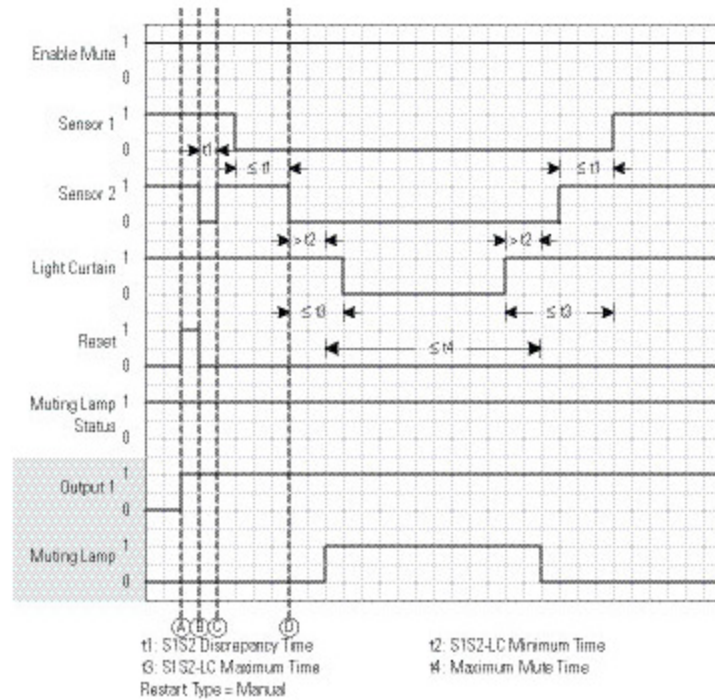 Enable Mute 1
0
Sensor 1 1
0
t1
≤ t1
≤ t1
Sensor 2 1
0
>t2
>t2
Light Curtain 1
0
≤ t3
≤ t3
Reset 1
0
≤ t4
Muting Lamp 1
Status 0
Output 1 1
0
Muting Lamp 1
0
A B C D
t1: S1S2 Discrepancy Time t2: S1S2-LC Minimum Time
t3: S1S2-LC Maximum Time t4: Maximum Mute Time
Restart Type = Manual